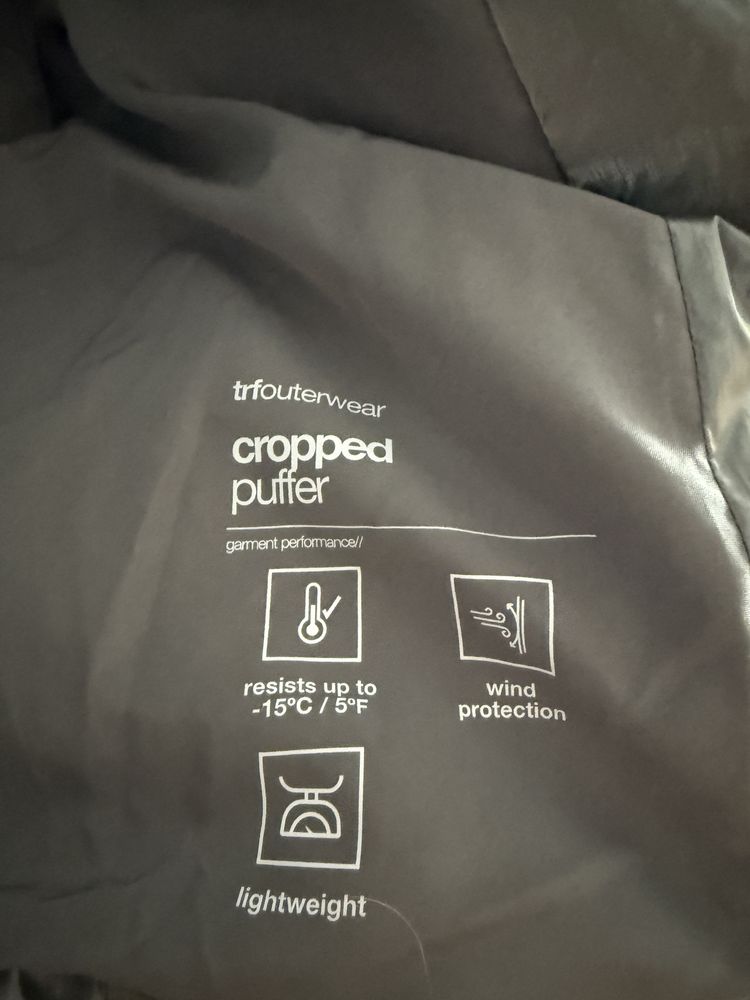 trfouterwear
cropped
puffer
garment performance//
resists up to
-15ºC / 5ºF
wind
protection
lightweight